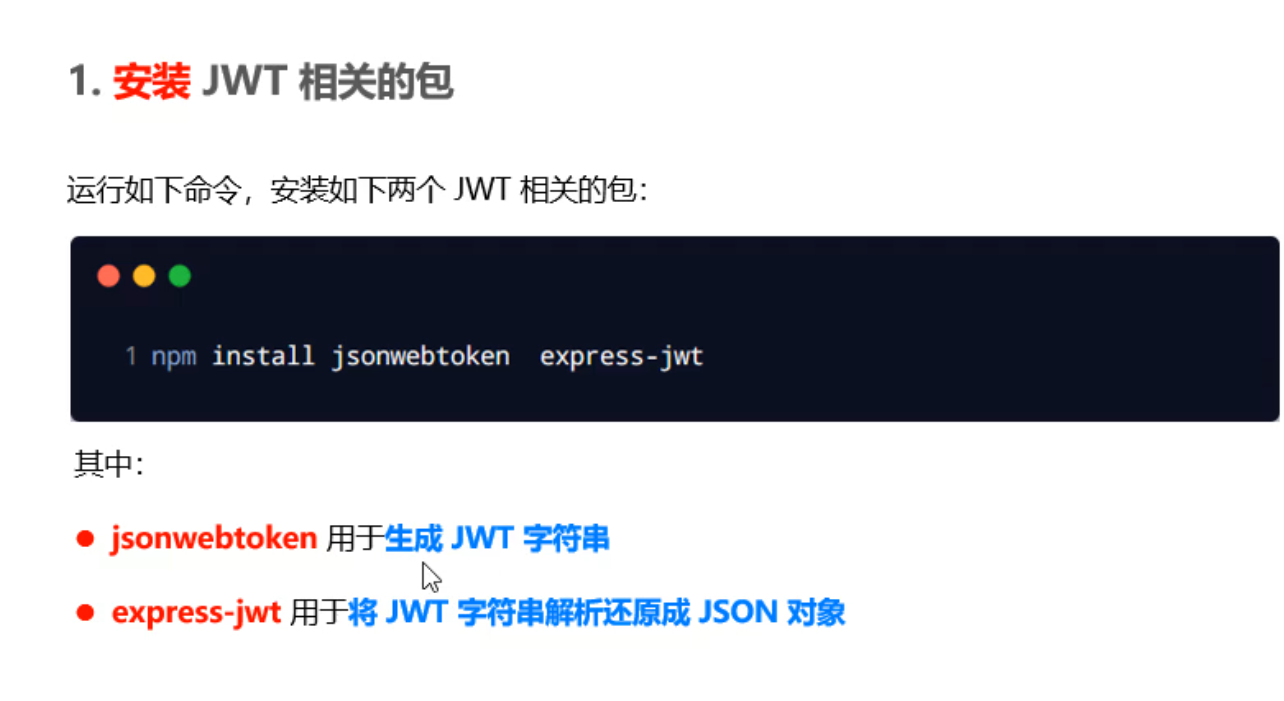 1. 安装 JWT 相关的包
运行如下命令，安装如下两个 JWT 相关的包：
1 npm install jsonwebtoken  express-jwt
其中：
● jsonwebtoken 用于生成 JWT 字符串
● express-jwt 用于将 JWT 字符串解析还原成 JSON 对象